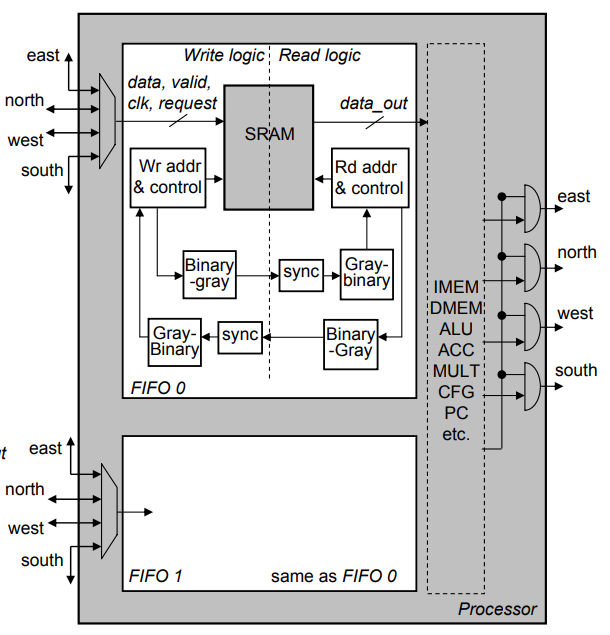 Write logic Read logic
east
north
west
south
data, valid,
clk, request
SRAM
data_out
Wr addr
& control
Rd addr
& control
Binary
-gray
sync
Gray-
binary
Gray-
Binary
sync
Binary
-Gray
FIFO 0
IMEM
DMEM
ALU
ACC
MULT
CFG
PC
etc.
east
north
west
south
east
north
west
south
FIFO 1
same as FIFO 0
Processor